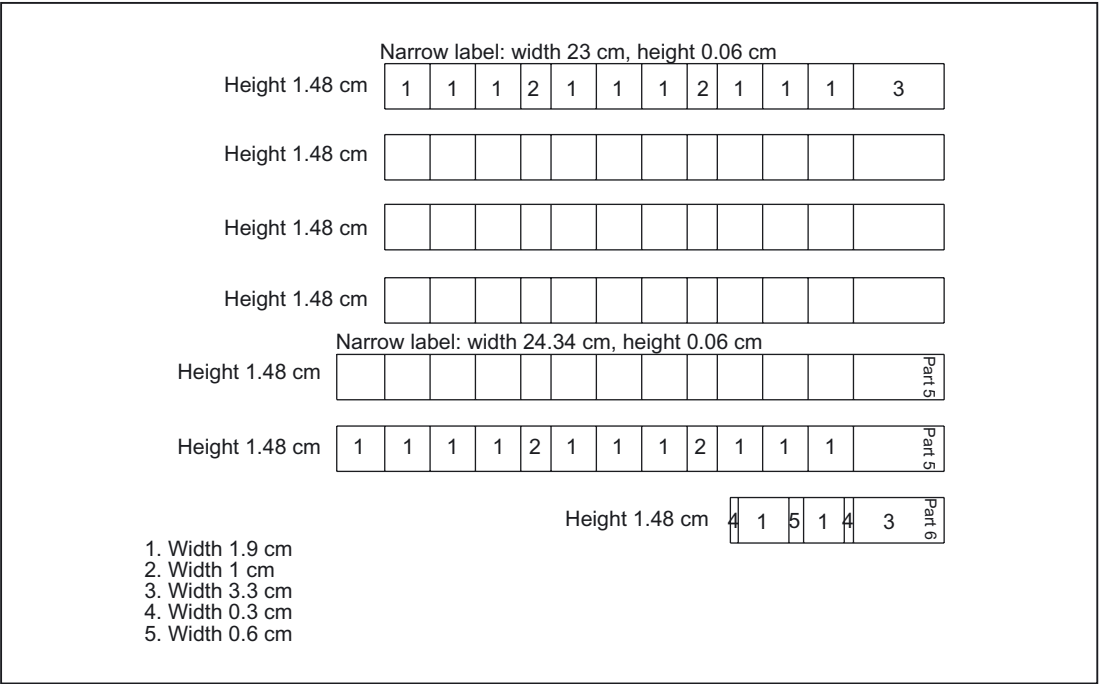 Narrow label: width 23 cm, height 0.06 cm
Height 1.48 cm 1 1 1 2 1 1 1 2 1 1 1 3
Height 1.48 cm
Height 1.48 cm
Height 1.48 cm
Narrow label: width 24.34 cm, height 0.06 cm
Height 1.48 cm Part 5
Height 1.48 cm 1 1 1 1 2 1 1 1 2 1 1 1 Part 5
Height 1.48 cm 4 1 5 1 4 3 Part 6
1. Width 1.9 cm
2. Width 1 cm
3. Width 3.3 cm
4. Width 0.3 cm
5. Width 0.6 cm